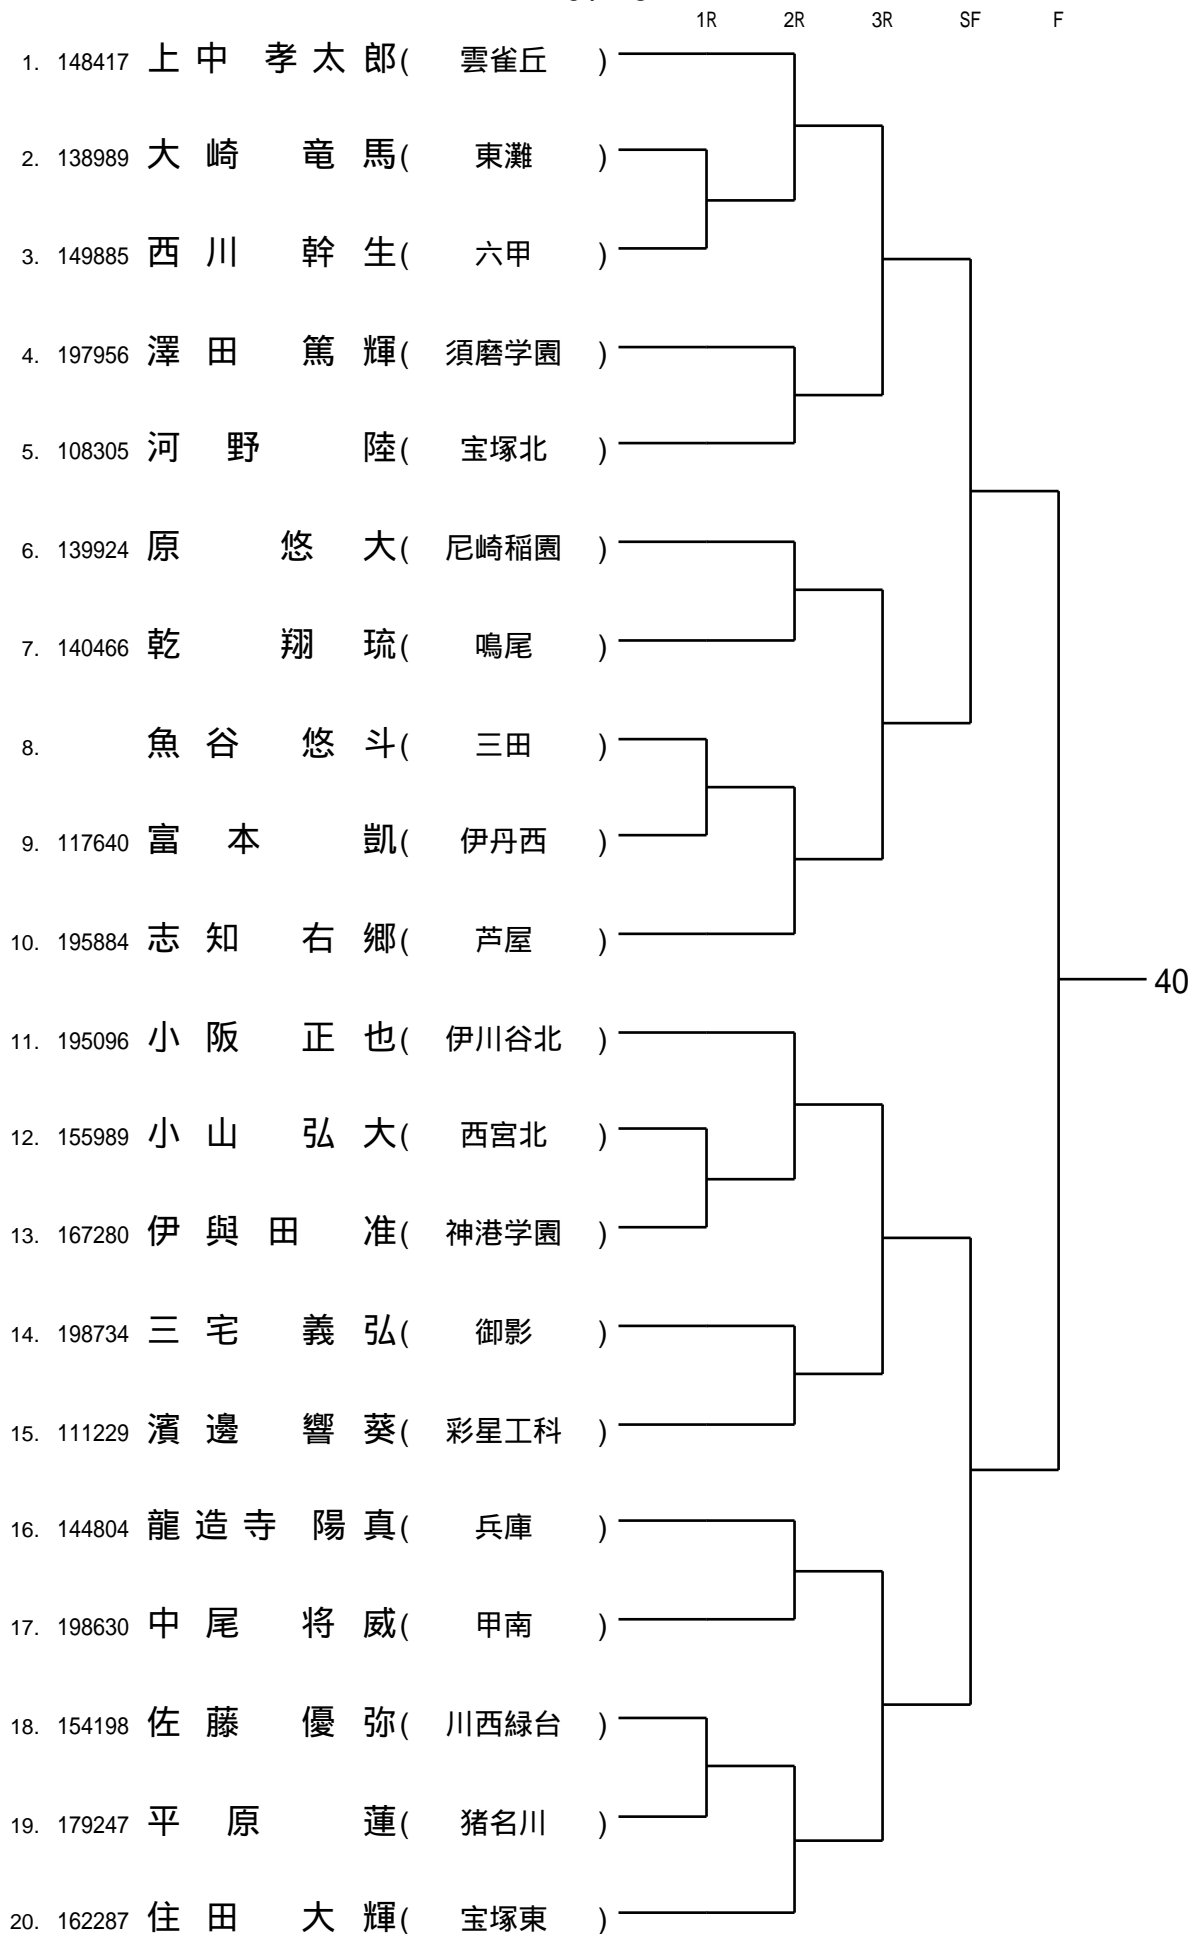 1R 2R 3R SF F
1. 148417 上中 孝太郎( 雲雀丘 )
2. 138989 大崎 竜馬( 東灘 )
3. 149885 西川 幹生( 六甲 )
4. 197956 澤田 篤輝( 須磨学園 )
5. 108305 河野 陸( 宝塚北 )
6. 139924 原 悠大( 尼崎稲園 )
7. 140466 乾 翔琉( 鳴尾 )
8. 魚谷 悠斗( 三田 )
9. 117640 富本 凱( 伊丹西 )
10. 195884 志知 右郷( 芦屋 )
40
11. 195096 小阪 正也( 伊川谷北 )
12. 155989 小山 弘大( 西宮北 )
13. 167280 伊與田 准( 神港学園 )
14. 198734 三宅 義弘( 御影 )
15. 111229 濱邊 響葵( 彩星工科 )
16. 144804 龍造寺 陽真( 兵庫 )
17. 198630 中尾 将威( 甲南 )
18. 154198 佐藤 優弥( 川西緑台 )
19. 179247 平原 蓮( 猪名川 )
20. 162287 住田 大輝( 宝塚東 )